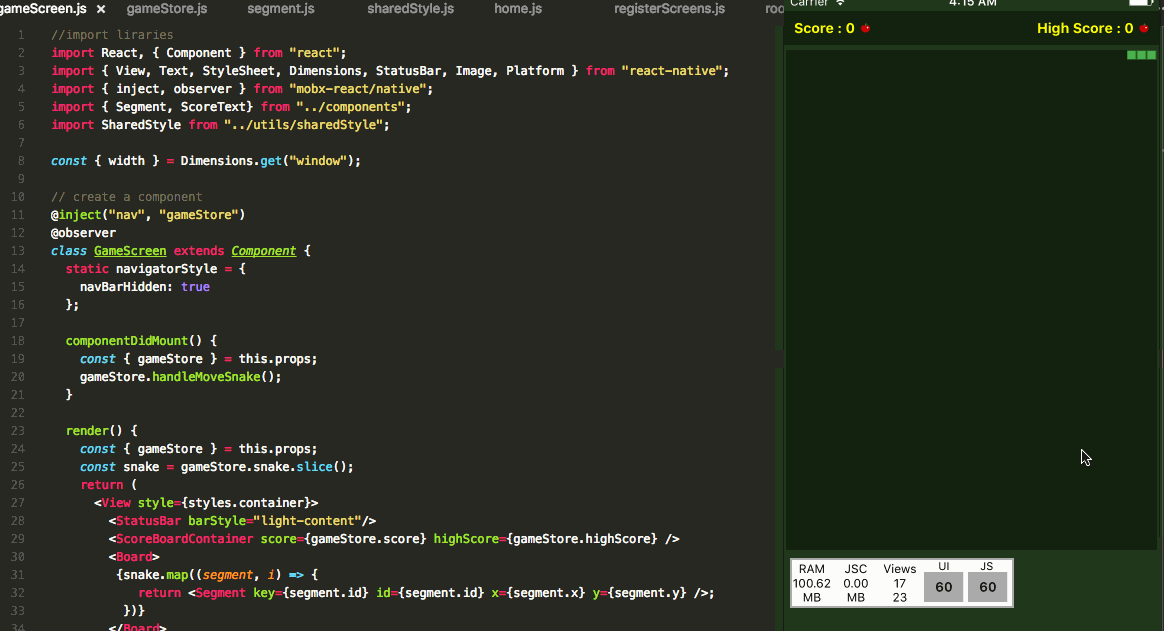 gameScreen.js × gameStore.js segment.js sharedStyle.js home.js registerScreens.js roo
1 //import liraries
2 import React, { Component } from "react";
3 import { View, Text, StyleSheet, Dimensions, StatusBar, Image, Platform } from "react-native";
4 import { inject, observer } from "mobx-react/native";
5 import { Segment, ScoreText} from "../components";
6 import SharedStyle from "../utils/sharedStyle";
7
8 const { width } = Dimensions.get("window");
9
10 // create a component
11 @inject("nav", "gameStore")
12 @observer
13 class GameScreen extends Component {
14 static navigatorStyle = {
15 navBarHidden: true
16 };
17
18 componentDidMount() {
19 const { gameStore } = this.props;
20 gameStore.handleMoveSnake();
21 }
22
23 render() {
24 const { gameStore } = this.props;
25 const snake = gameStore.snake.slice();
26 return (
27 <View style={styles.container}>
28 <StatusBar barStyle="light-content"/>
29 <ScoreBoardContainer score={gameStore.score} highScore={gameStore.highScore} />
30 <Board>
31 {snake.map((segment, i) => {
32 return <Segment key={segment.id} id={segment.id} x={segment.x} y={segment.y} />;
33 })}
34 </Board>
Carrier 4:15 AM
Score : 0 High Score : 0
RAM JSC Views UI JS
100.62 0.00 17 60 60
MB MB 23